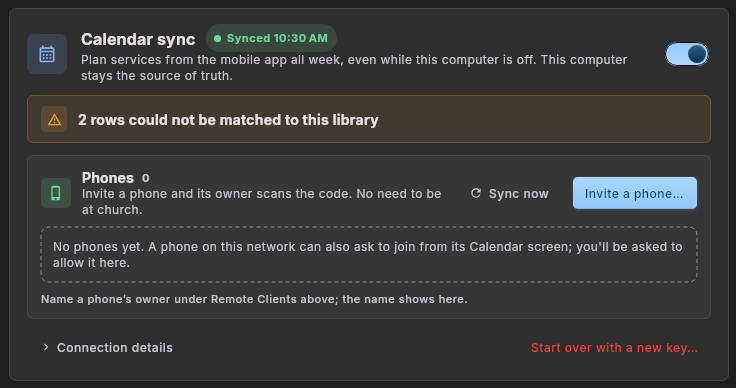 Calendar sync
Synced 10:30 AM
Plan services from the mobile app all week, even while this computer is off. This computer
stays the source of truth.
2 rows could not be matched to this library
Phones 0
Invite a phone and its owner scans the code. No need to be
at church.
Sync now
Invite a phone...
No phones yet. A phone on this network can also ask to join from its Calendar screen; you'll be asked to
allow it here.
Name a phone’s owner under Remote Clients above; the name shows here.
Connection details
Start over with a new key...